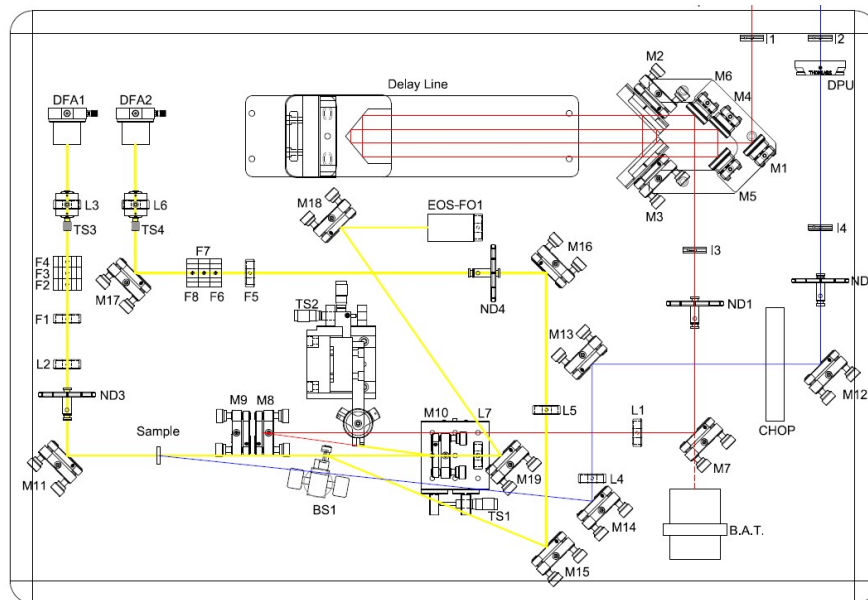 I1
I2
DFA1
DFA2
Delay Line
M2
M6
M4
THORLABS
DPU
M1
L3
L6
M5
TS3
TS4
M18
EOS-FO1
M3
I4
M16
F7
I3
F4
F3
F2
M17
F8
F6
F5
ND4
ND1
ND
TS2
F1
M13
L2
M12
ND3
M9
M8
M10
L7
L5
L1
CHOP
Sample
M11
M19
M7
BS1
L4
TS1
M14
B.A.T.
M15